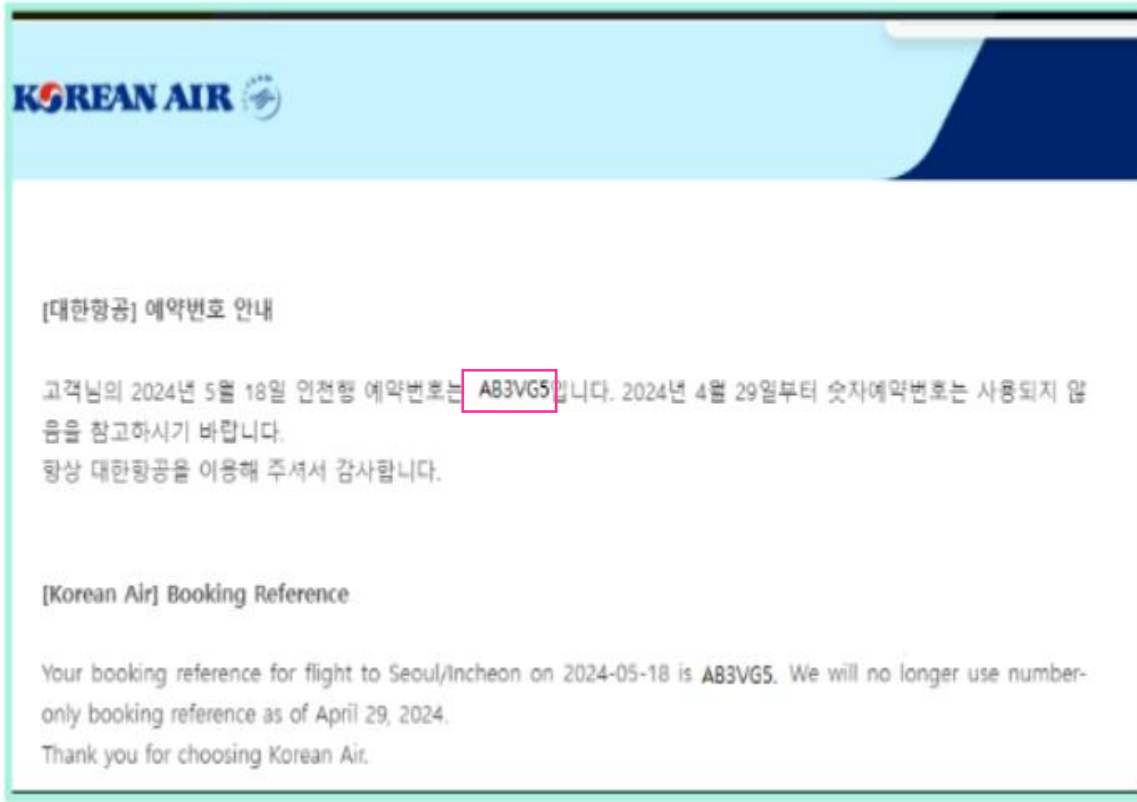 KOREAN AIR
[대한항공] 예약번호 안내
고객님의 2024년 5월 18일 인천행 예약번호는 AB3VG5입니다. 2024년 4월 29일부터 숫자예약번호는 사용되지 않
음을 참고하시기 바랍니다.
항상 대한항공을 이용해 주셔서 감사합니다.
[Korean Air] Booking Reference
Your booking reference for flight to Seoul/Incheon on 2024-05-18 is AB3VG5. We will no longer use number-
only booking reference as of April 29, 2024.
Thank you for choosing Korean Air.